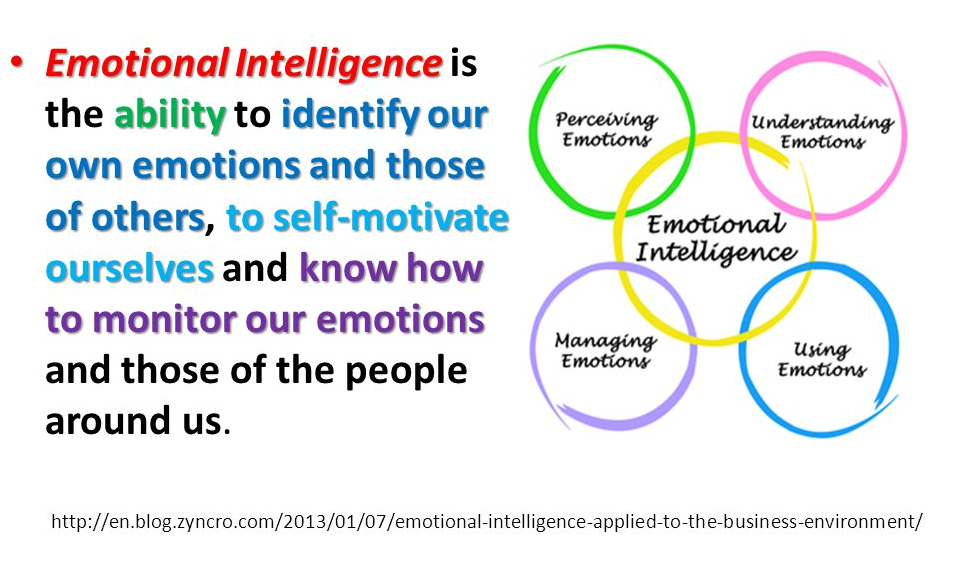 • Emotional Intelligence is
the ability to identify our
own emotions and those
of others, to self-motivate
ourselves and know how
to monitor our emotions
and those of the people
around us.
Perceiving
Emotions
Understanding
Emotions
Emotional
Intelligence
Managing
Emotions
Using
Emotions
http://en.blog.zyncro.com/2013/01/07/emotional-intelligence-applied-to-the-business-environment/